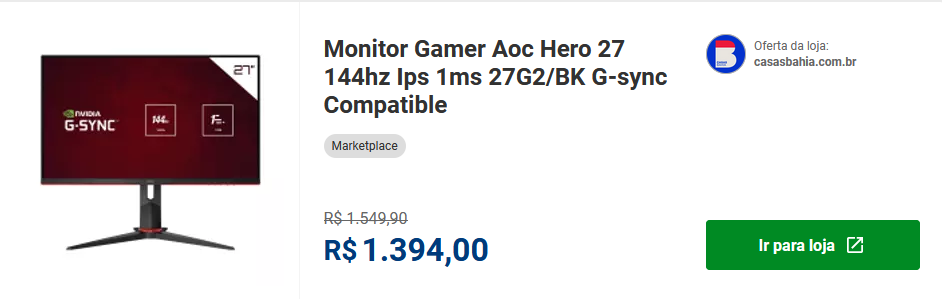 27"
NVIDIA
G-SYNC
144
Monitor Gamer Aoc Hero 27
144hz Ips 1ms 27G2/BK G-sync
Compatible
Marketplace
R$ 1.549,90
R$ 1.394,00
Oferta da loja:
casasbahia.com.br
Ir para loja